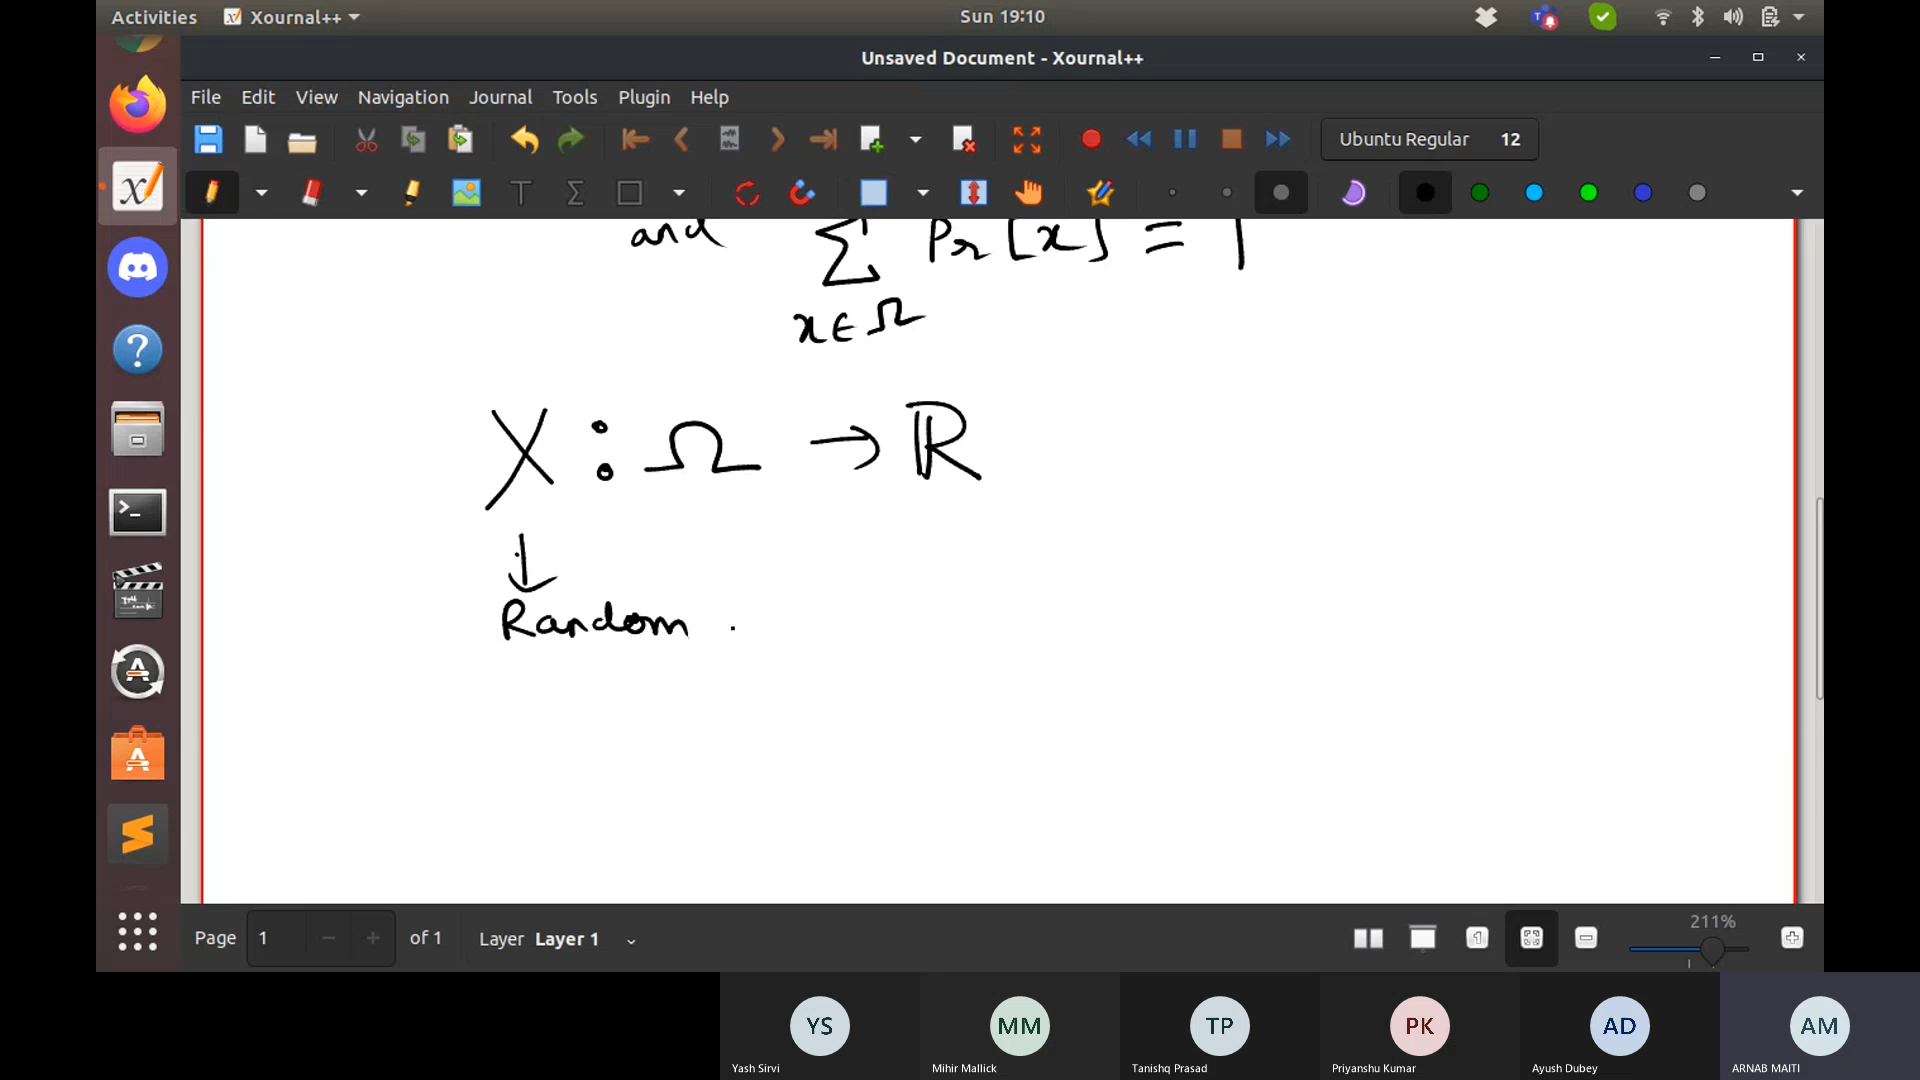 Activities Xournal++ Sun 19:10
Unsaved Document - Xournal++
File Edit View Navigation Journal Tools Plugin Help
Ubuntu Regular 12
and ∑ Pr[x] = 1
x ∈ Ω
X : Ω → ℝ
↓
Random .
211%
Page 1 of 1 Layer Layer 1
YS MM TP PK AD AM
Yash Sirvi Mihir Mallick Tanishq Prasad Priyanshu Kumar Ayush Dubey ARNAB MAITI